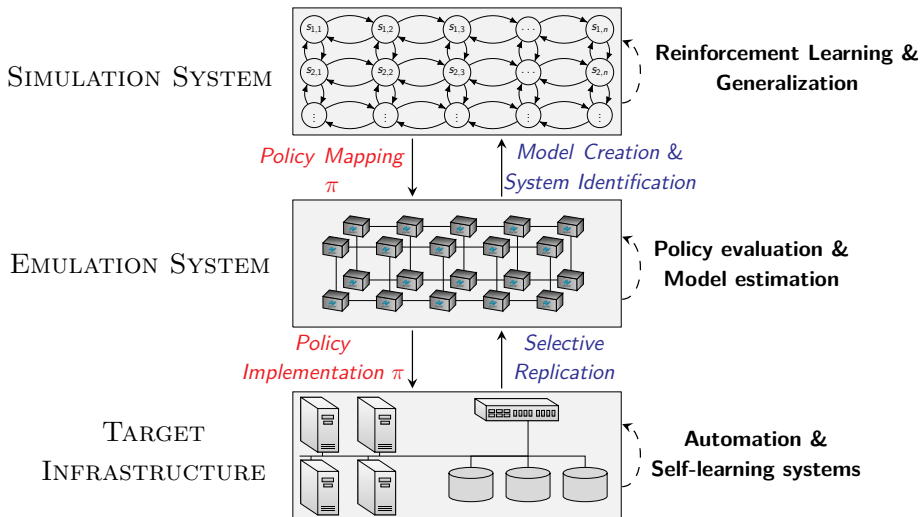 s1,1 s1,2 s1,3 ... s1,n
s2,1 s2,2 s2,3 ... s2,n
⋮ ⋮ ⋮ ⋮ ⋮
SIMULATION SYSTEM
Reinforcement Learning &
Generalization
Policy Mapping
π
Model Creation &
System Identification
EMULATION SYSTEM
Policy evaluation &
Model estimation
Policy
Implementation π
Selective
Replication
TARGET
INFRASTRUCTURE
Automation &
Self-learning systems